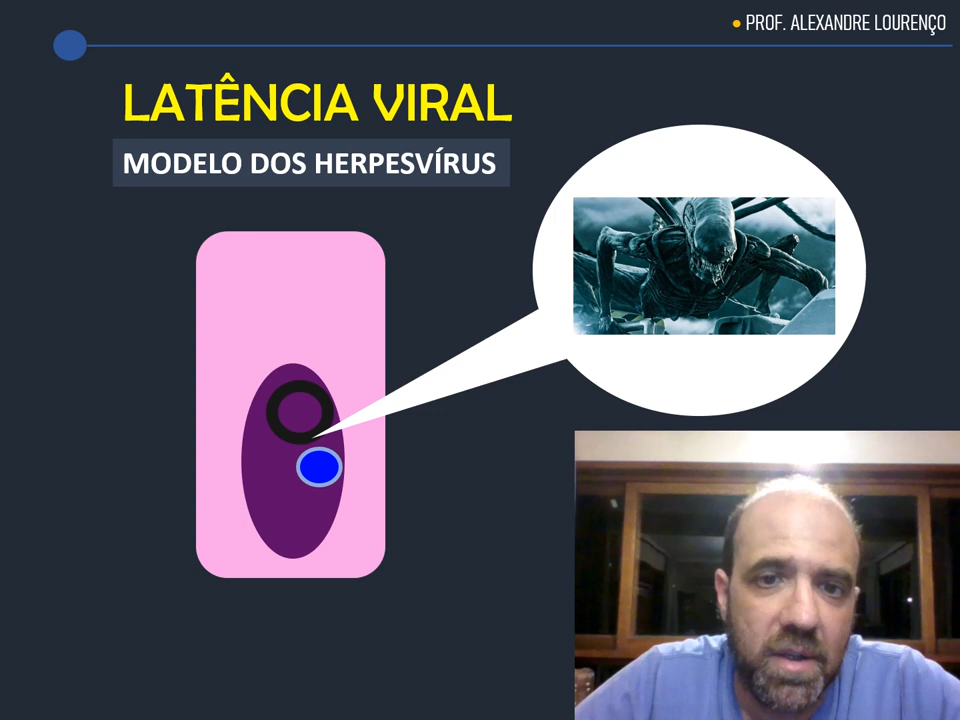 PROF. ALEXANDRE LOURENÇO
LATÊNCIA VIRAL
MODELO DOS HERPESVÍRUS